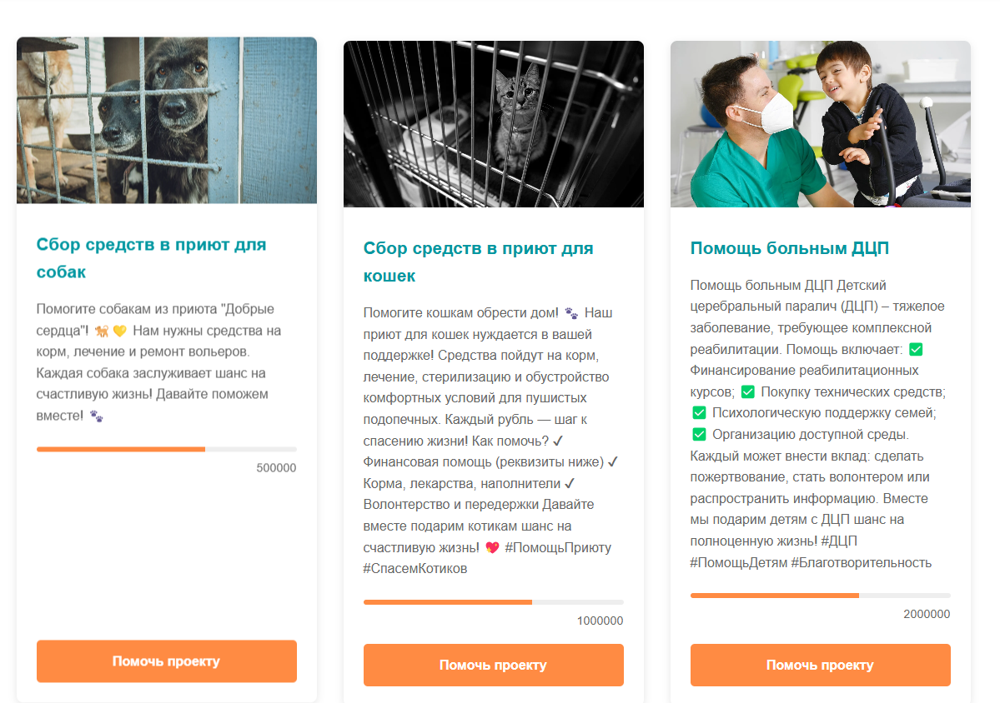 Сбор средств в приют для
собак
Помогите собакам из приюта "Добрые
сердца"! 🐕💛 Нам нужны средства на
корм, лечение и ремонт вольеров.
Каждая собака заслуживает шанс на
счастливую жизнь! Давайте поможем
вместе! 🐾
500000
Помочь проекту
Сбор средств в приют для
кошек
Помогите кошкам обрести дом! 🐾 Наш
приют для кошек нуждается в вашей
поддержке! Средства пойдут на корм,
лечение, стерилизацию и обустройство
комфортных условий для пушистых
подопечных. Каждый рубль — шаг к
спасению жизни! Как помочь? ✔
Финансовая помощь (реквизиты ниже) ✔
Корма, лекарства, наполнители ✔
Волонтерство и передержки Давайте
вместе подарим котикам шанс на
счастливую жизнь! 💖 #ПомощьПриюту
#СпасемКотиков
1000000
Помочь проекту
Помощь больным ДЦП
Помощь больным ДЦП Детский
церебральный паралич (ДЦП) – тяжелое
заболевание, требующее комплексной
реабилитации. Помощь включает: ✅
Финансирование реабилитационных
курсов; ✅ Покупку технических средств;
✅ Психологическую поддержку семей;
✅ Организацию доступной среды.
Каждый может внести вклад: сделать
пожертвование, стать волонтером или
распространить информацию. Вместе
мы подарим детям с ДЦП шанс на
полноценную жизнь! #ДЦП
#ПомощьДетям #Благотворительность
2000000
Помочь проекту